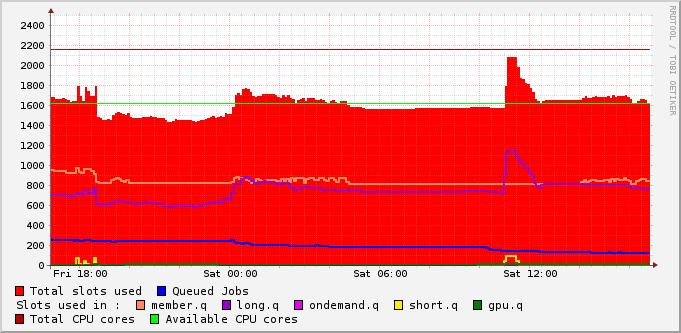 RRDTOOL / TOBI OETIKER
2400
2200
2000
1800
1600
1400
1200
1000
800
600
400
200
0
Fri 18:00 Sat 00:00 Sat 06:00 Sat 12:00
Total slots used Queued Jobs
Slots used in : member.q long.q ondemand.q short.q gpu.q
Total CPU cores Available CPU cores